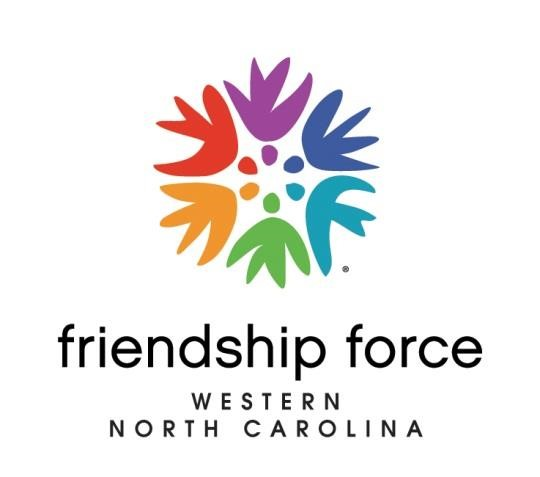 ®
friendship force
WESTERN
NORTH CAROLINA